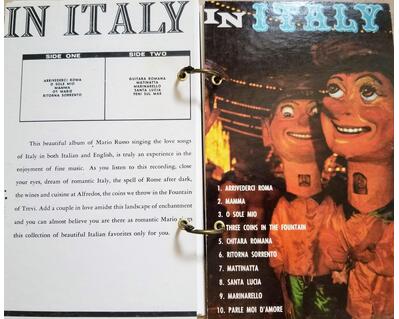 IN ITALY
SIDE ONE
ARRIVEDERCI ROMA
O SOLE MIO
MAMMA
OY MARIE
RITORNA SORRENTO
SIDE TWO
GUITARA ROMANA
MATINATTA
MARINARELLO
SANTA LUCIA
VENI SUL MAR
This beautiful album of Mario Russo singing the love songs
of Italy in both Italian and English, is truly an experience in the
enjoyment of fine music. As you listen to this recording, close
your eyes, dream of romantic Italy, the spell of Rome after dark,
the wines and cuisine at Alfredos, the coins we throw in the Fountain
of Trevi. Add a couple in love amidst this landscape of enchantment
and you can almost believe you are there as romantic Mario
this collection of beautiful Italian favorites only for you.
IN ITALY
1. ARRIVEDERCI ROMA
2. MAMMA
3. O SOLE MIO
THREE COINS IN THE FOUNTAIN
5. CHITARA ROMANA
6. RITORNA SORRENTO
7. MATTINATTA
8. SANTA LUCIA
9. MARINARELLO
10. PARLE MOI D'AMORE